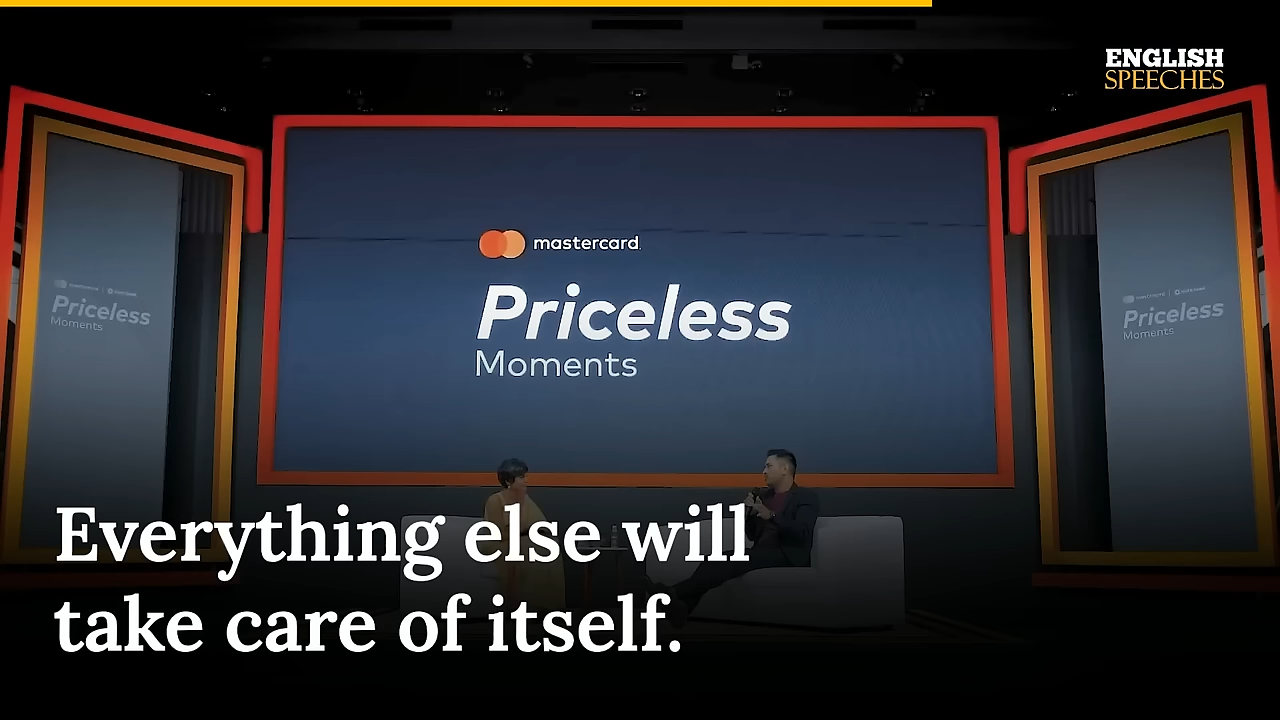 ENGLISH
SPEECHES
mastercard.
Priceless
Moments
Priceless
Moments
Priceless
Moments
Everything else will
take care of itself.